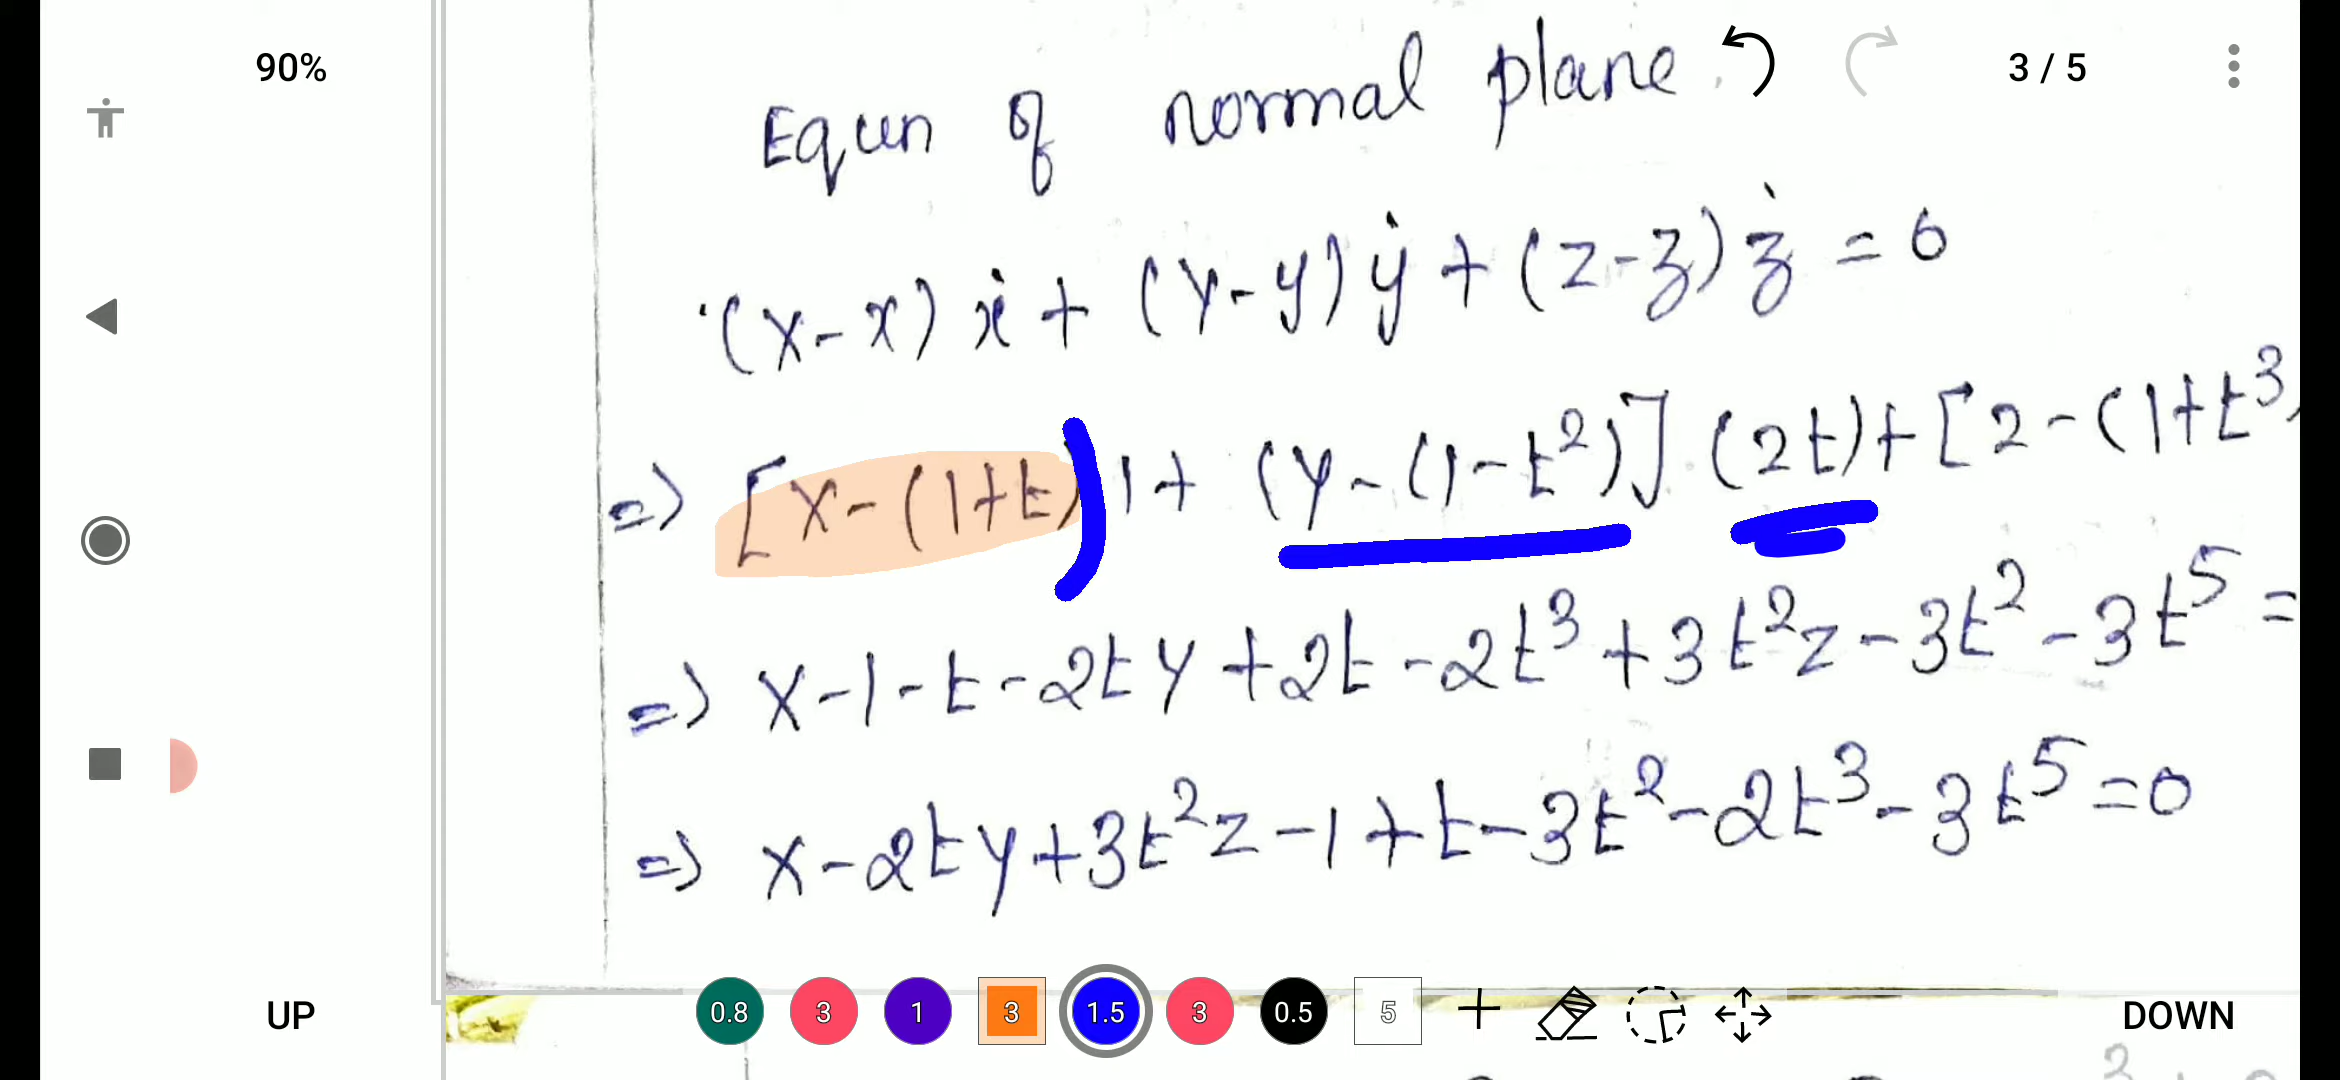 90%
3 / 5
Equn of normal plane.
(X-x) ẋ + (Y-y) ẏ + (Z-z) ż = 0
=> [X-(1+t) 1+ (y-(1-t²)] (2t)+[2-(1+t³
=> X-1-t-2ty+2t-2t³+3t²z-3t²-3t⁵=
=> X-2ty+3t²z-1+t-3t²-2t³-3t⁵=0
UP
0.8 3 1 3 1.5 3 0.5 5
DOWN